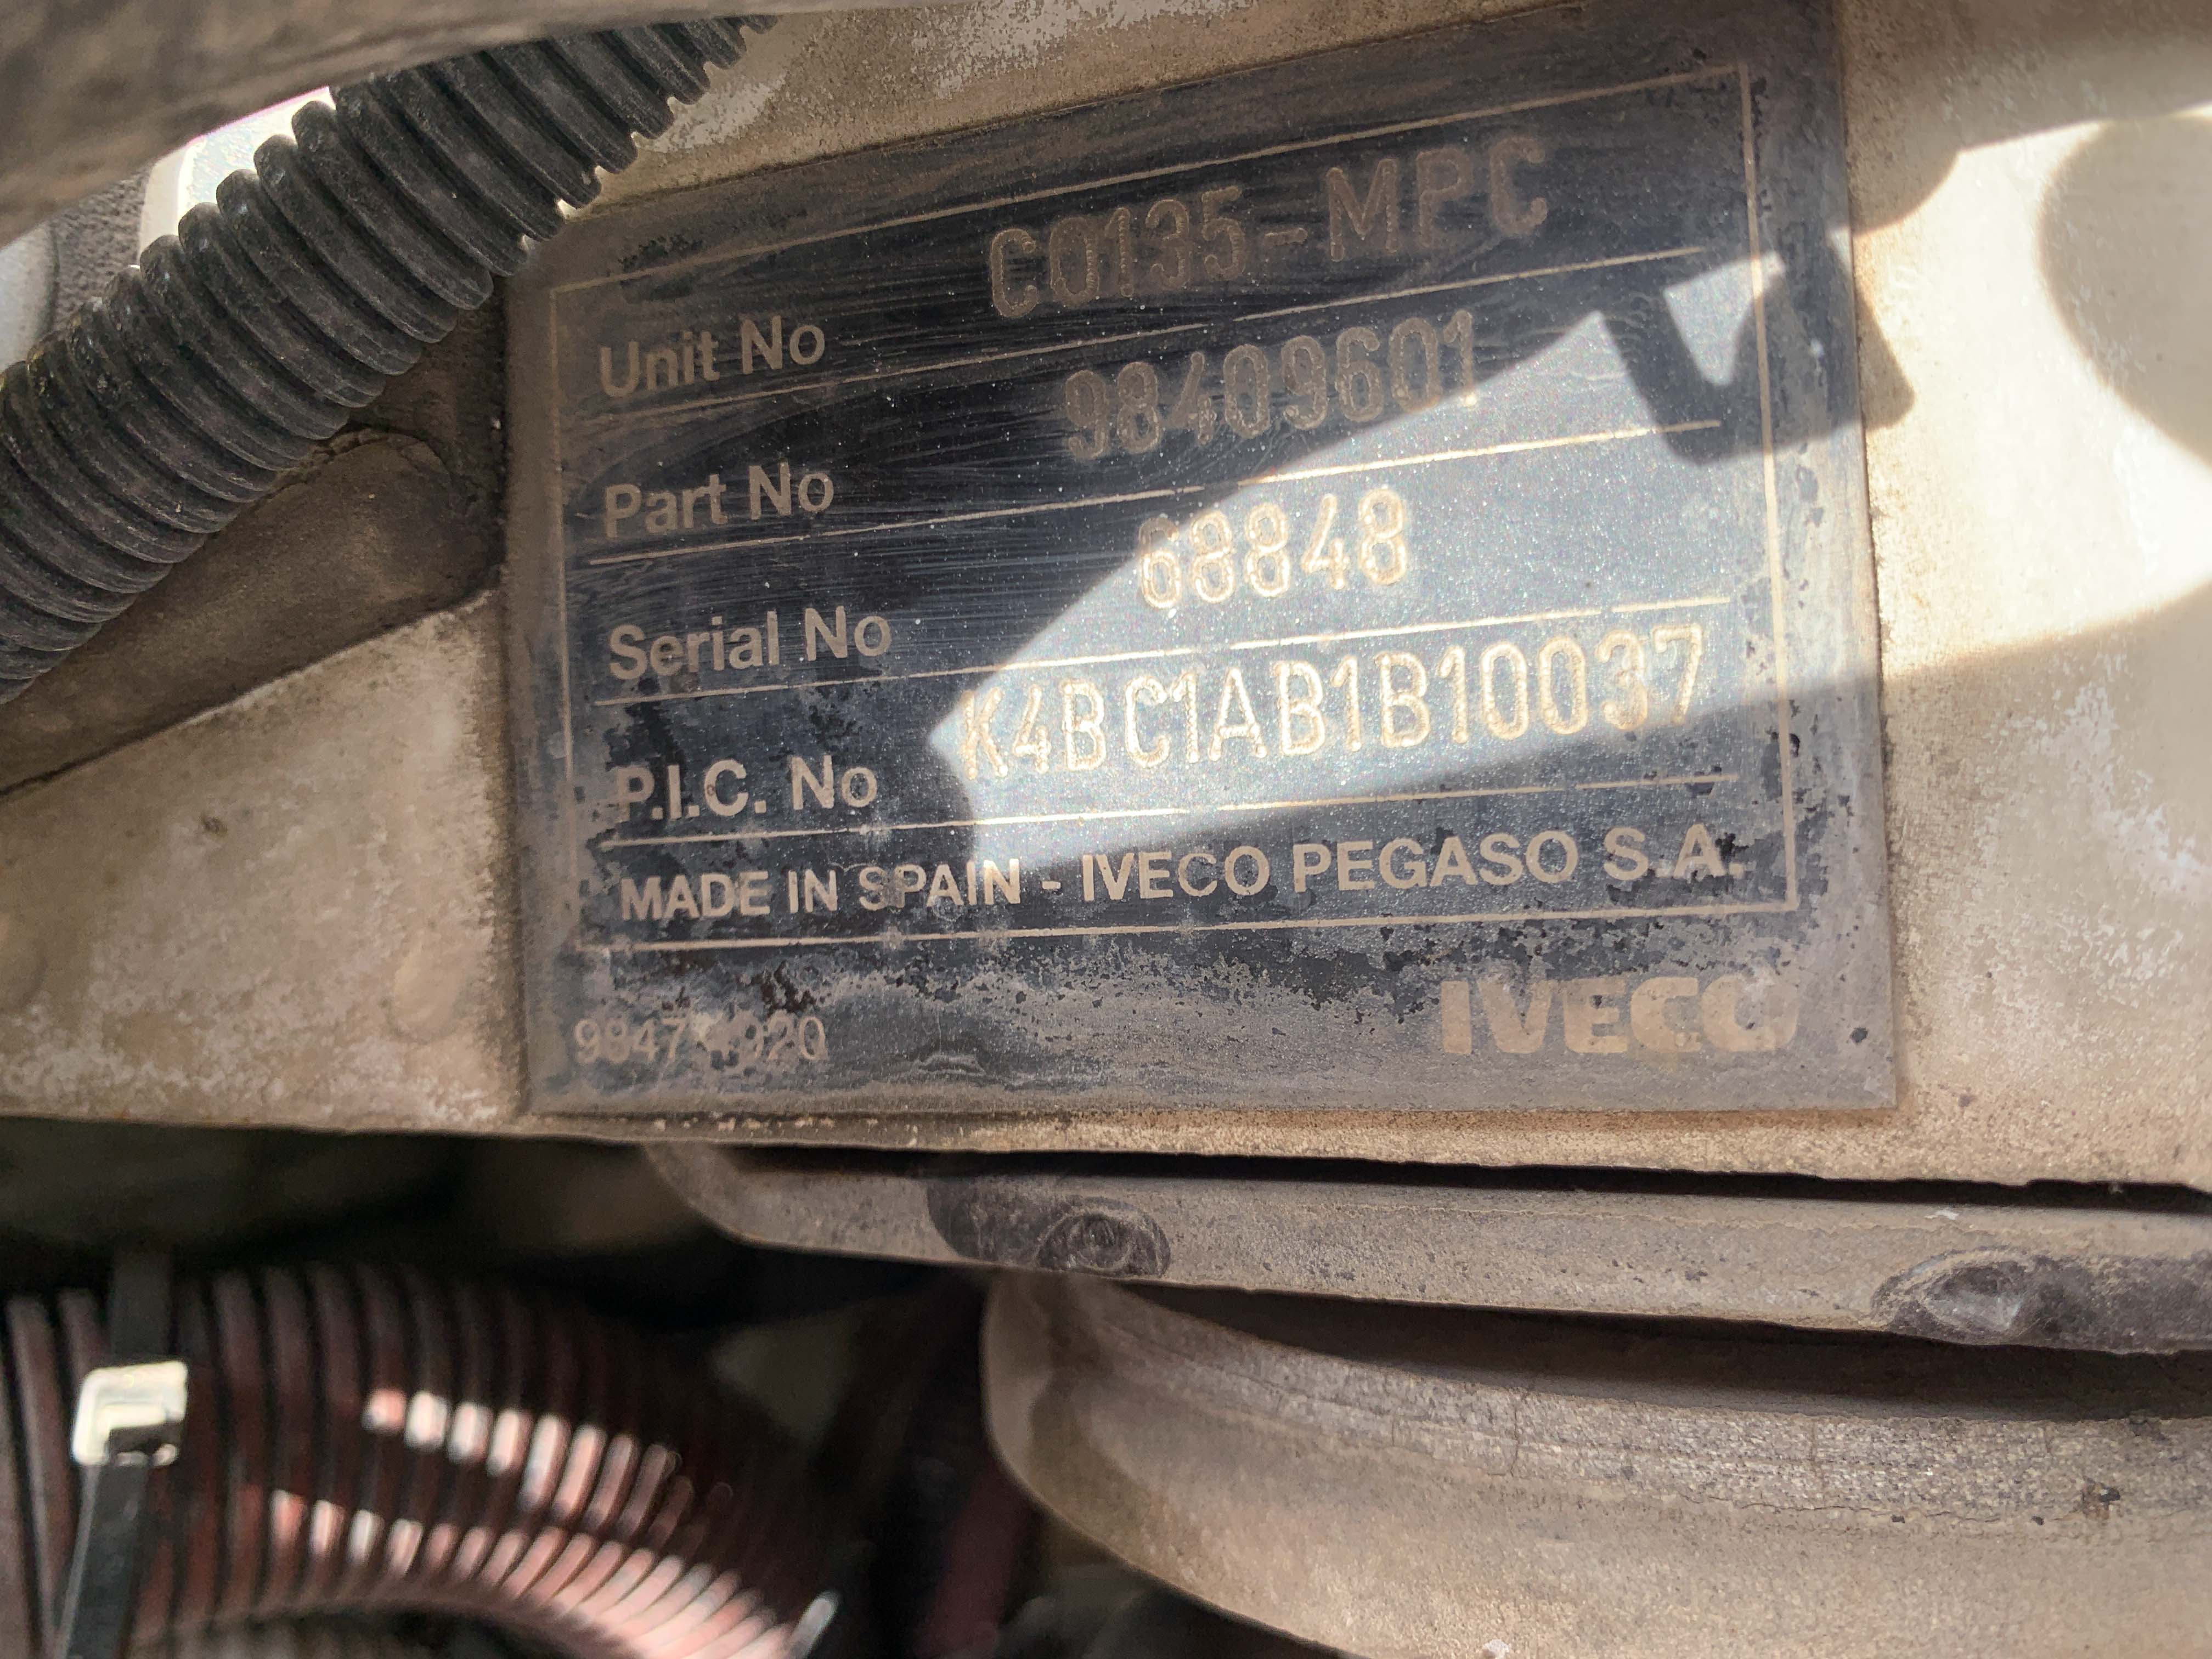 Unit No C0135-MPC
Part No 98409601
Serial No 68848
P.I.C. No K4BC1AB1B10037
MADE IN SPAIN - IVECO PEGASO S.A.
IVECO